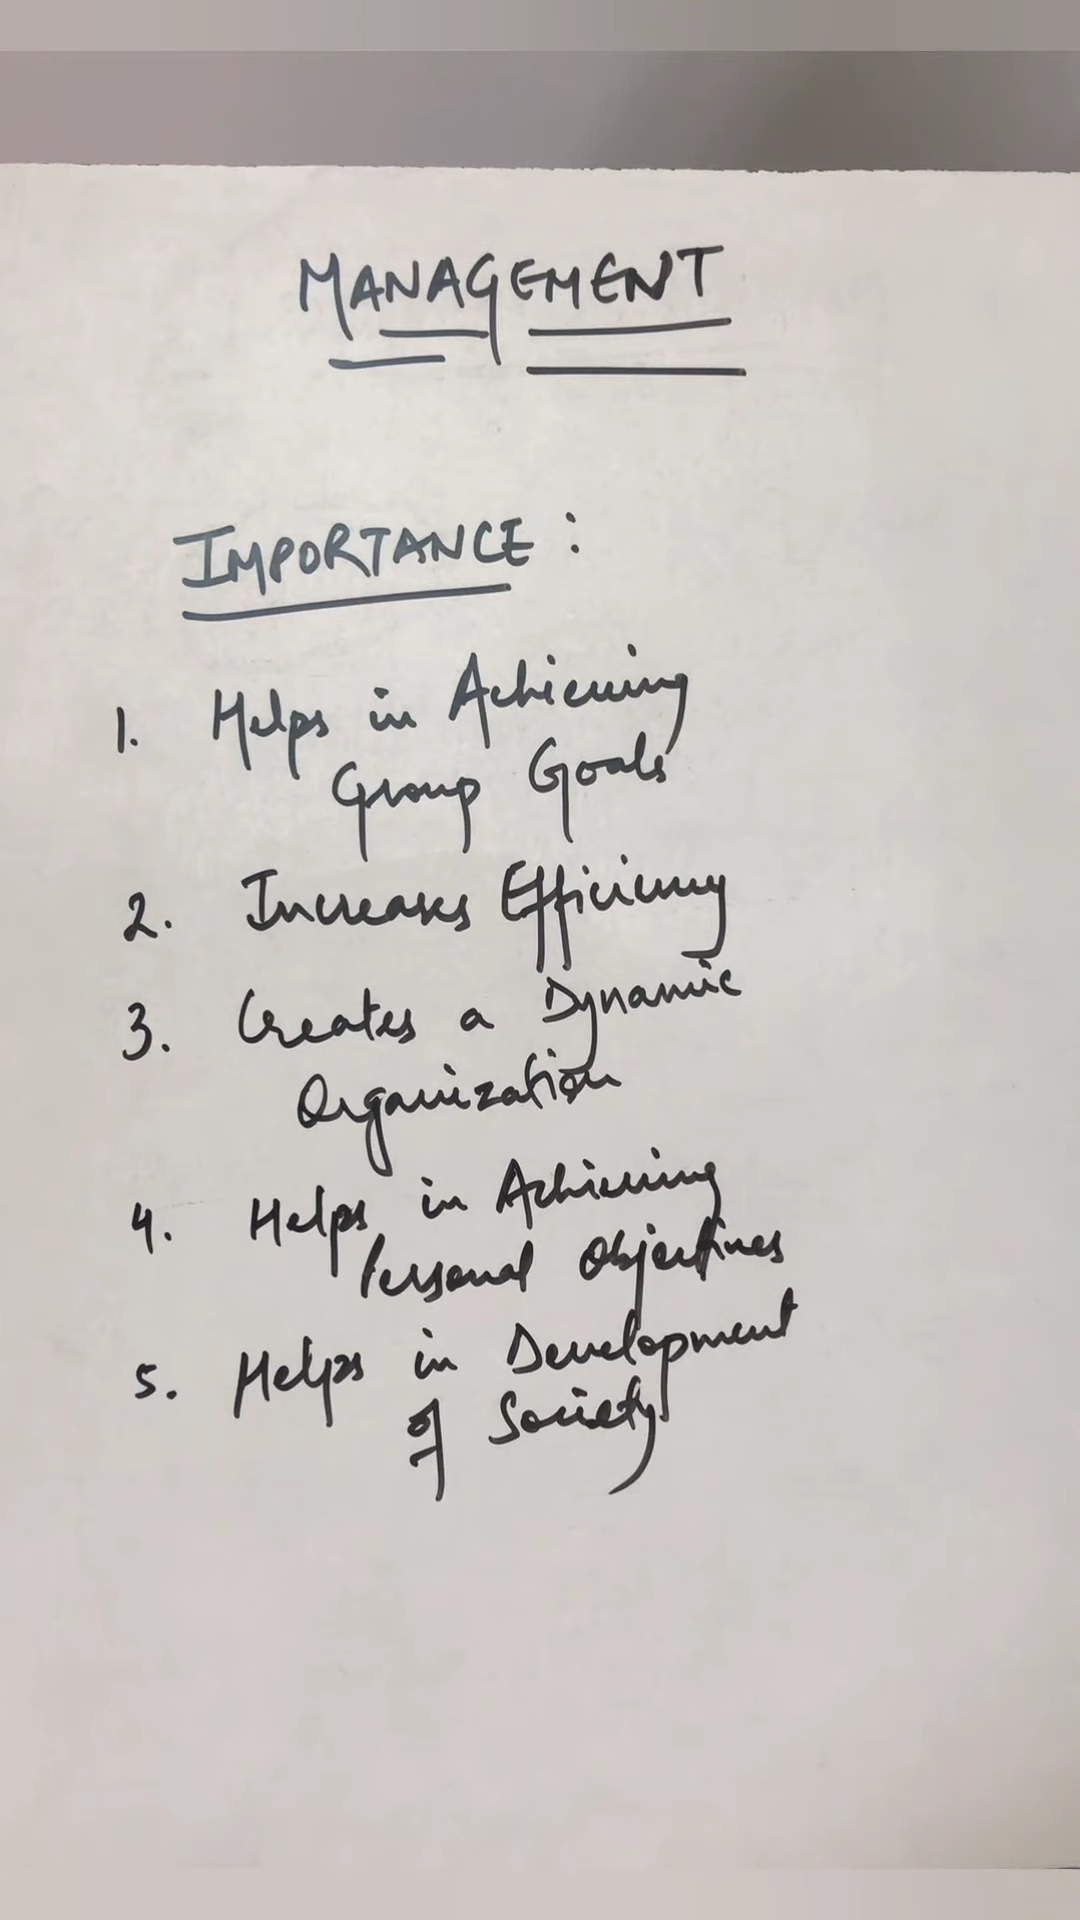 MANAGEMENT
IMPORTANCE :
1. Helps in Achieving
Group Goals
2. Increases Efficiency
3. Creates a Dynamic
Organization
4. Helps in Achieving
Personal Objectives
5. Helps in Development
of Society